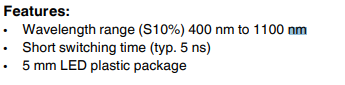 Features:
• Wavelength range (S10%) 400 nm to 1100 nm
• Short switching time (typ. 5 ns)
• 5 mm LED plastic package